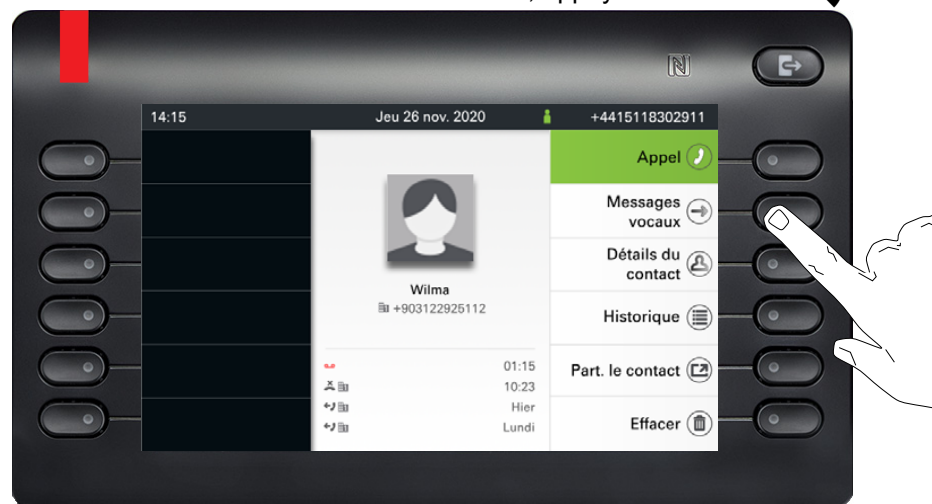 14:15
Jeu 26 nov. 2020
+4415118302911
Appel
Messages
vocaux
Détails du
contact
Wilma
+903122925112
Historique
01:15
10:23
Hier
Lundi
Part. le contact
Effacer